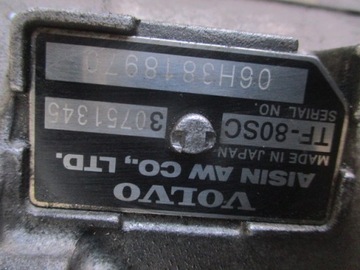 VOLVO
AISIN AW CO., LTD.
MADE IN JAPAN
TF-80SC 30751345
SERIAL NO.
06H3818970